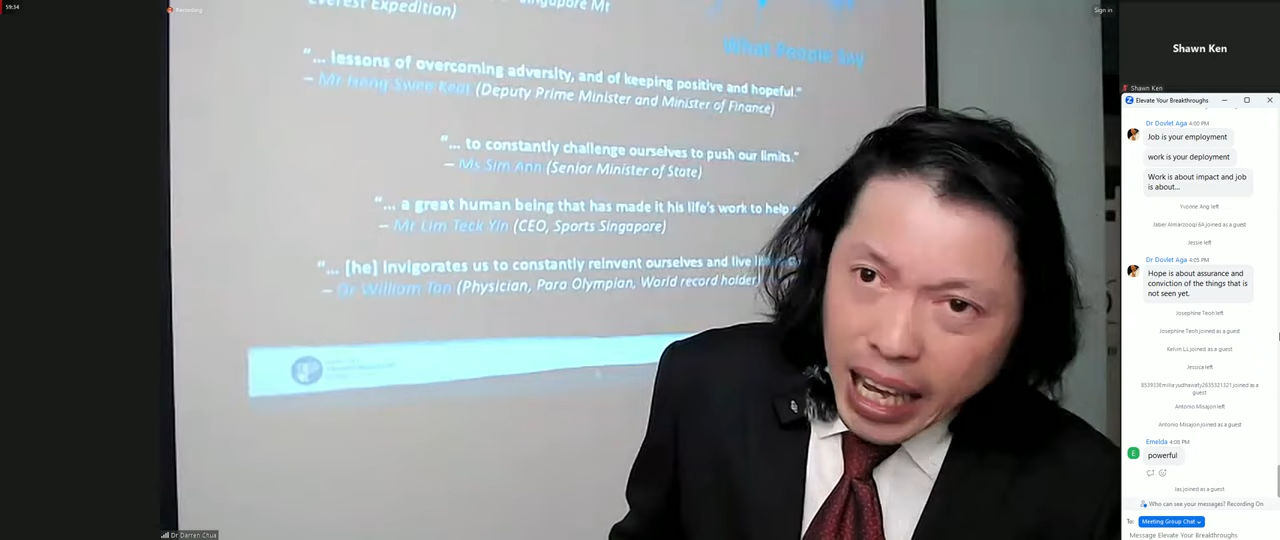 59:34
Recording
Sign in
Everest Expedition)
What People Say
"... lessons of overcoming adversity, and of keeping positive and hopeful."
– Mr Heng Swee Keat (Deputy Prime Minister and Minister of Finance)
"... to constantly challenge ourselves to push our limits."
– Ms Sim Ann (Senior Minister of State)
"... a great human being that has made it his life's work to help
– Mr Lim Teck Yin (CEO, Sports Singapore)
"... [he] invigorates us to constantly reinvent ourselves and live
– Dr William Tan (Physician, Para Olympian, World record holder)
Dr Darren Chua
Shawn Ken
Shawn Ken
Elevate Your Breakthroughs
Dr Dovlet Aga 4:00 PM
Job is your employment
work is your deployment
Work is about impact and job
is about...
Yvonne Ang left
Jaber Almarzooqi 6A joined as a guest
Jessie left
Dr Dovlet Aga 4:05 PM
Hope is about assurance and
conviction of the things that is
not seen yet.
Josephine Teoh left
Josephine Teoh joined as a guest
Kelvin LL joined as a guest
Jessica left
joined as a
guest
Antonio Misajon left
Antonio Misajon joined as a guest
Emelda 4:08 PM
E
powerful
Jas joined as a guest
Who can see your messages? Recording On
To: Meeting Group Chat
Message Elevate Your Breakthroughs